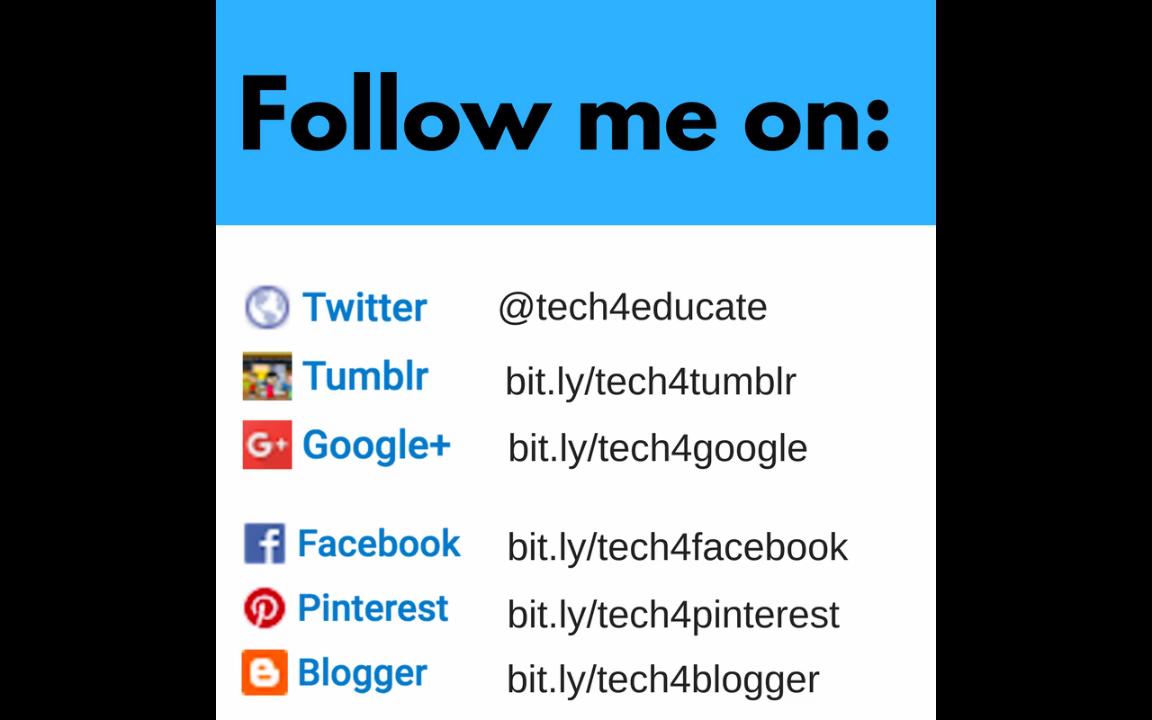 Follow me on:
Twitter @tech4educate
Tumblr bit.ly/tech4tumblr
G+ Google+ bit.ly/tech4google
f Facebook bit.ly/tech4facebook
Pinterest bit.ly/tech4pinterest
Blogger bit.ly/tech4blogger